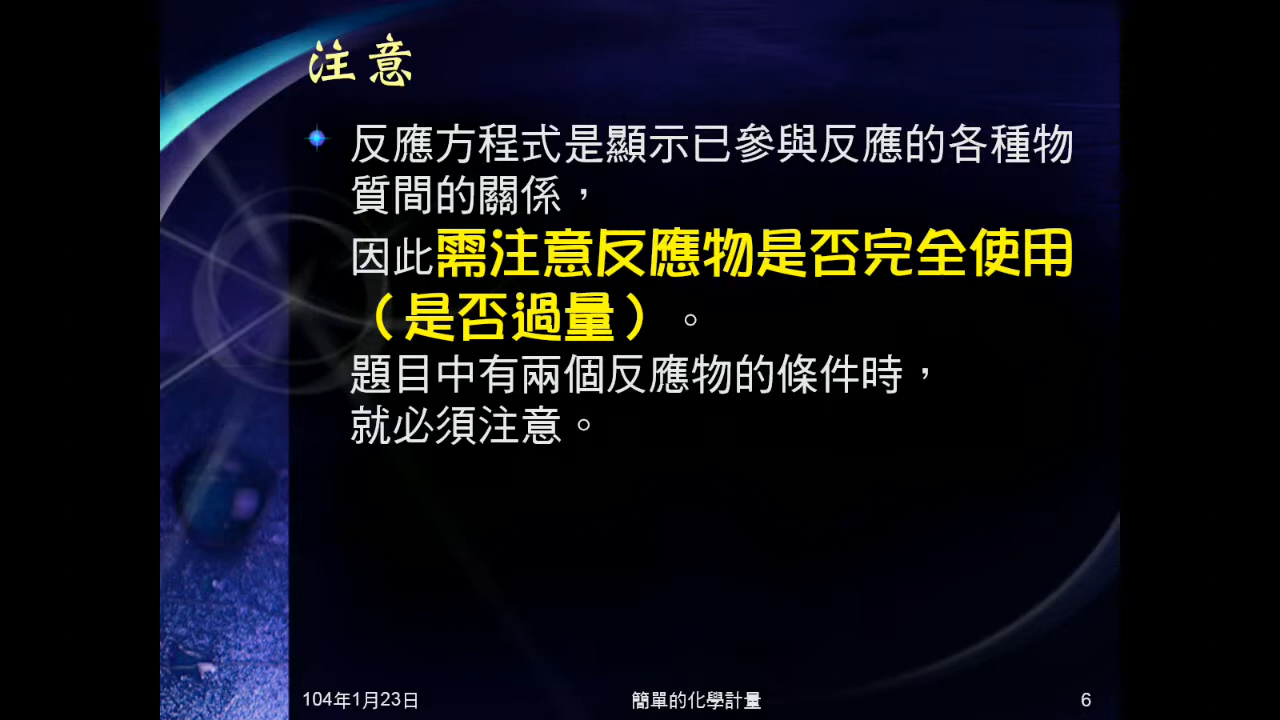 注意
反應方程式是顯示已參與反應的各種物
質間的關係，
因此需注意反應物是否完全使用
（是否過量）。
題目中有兩個反應物的條件時，
就必須注意。
104年1月23日
簡單的化學計量
6